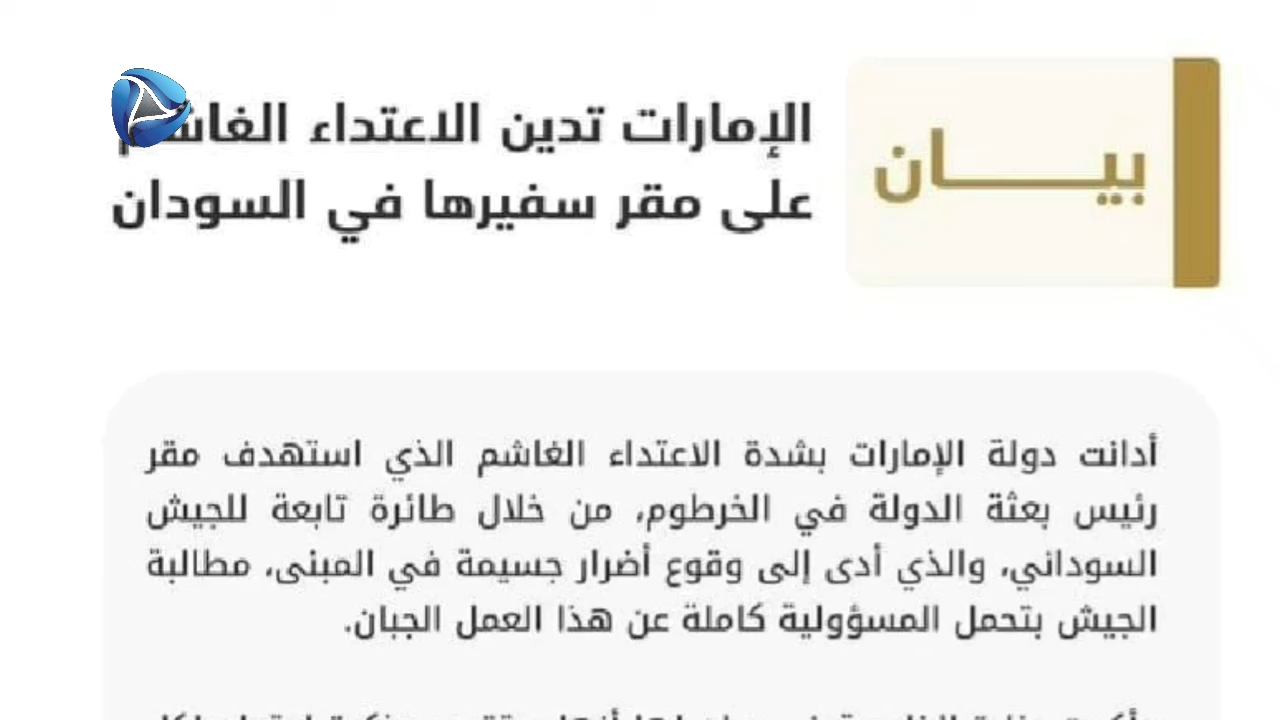 بيـــــان
الإمارات تدين الاعتداء الغاشم
على مقر سفيرها في السودان
أدانت دولة الإمارات بشدة الاعتداء الغاشم الذي استهدف مقر
رئيس بعثة الدولة في الخرطوم، من خلال طائرة تابعة للجيش
السوداني، والذي أدى إلى وقوع أضرار جسيمة في المبنى، مطالبة
الجيش بتحمل المسؤولية كاملة عن هذا العمل الجبان.